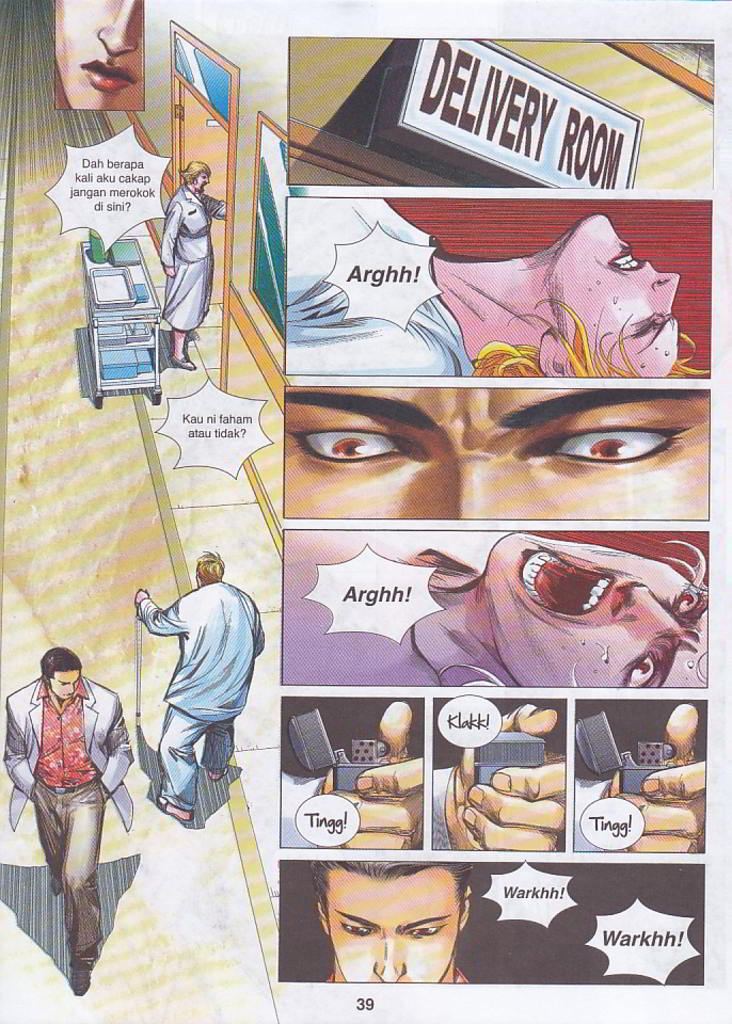 Dah berapa
kali aku cakap
jangan merokok
di sini?
Kau ni faham
atau tidak?
DELIVERY ROOM
Arghh!
Arghh!
Tingg!
Klakk!
Tingg!
Warkhh!
Warkhh!
39